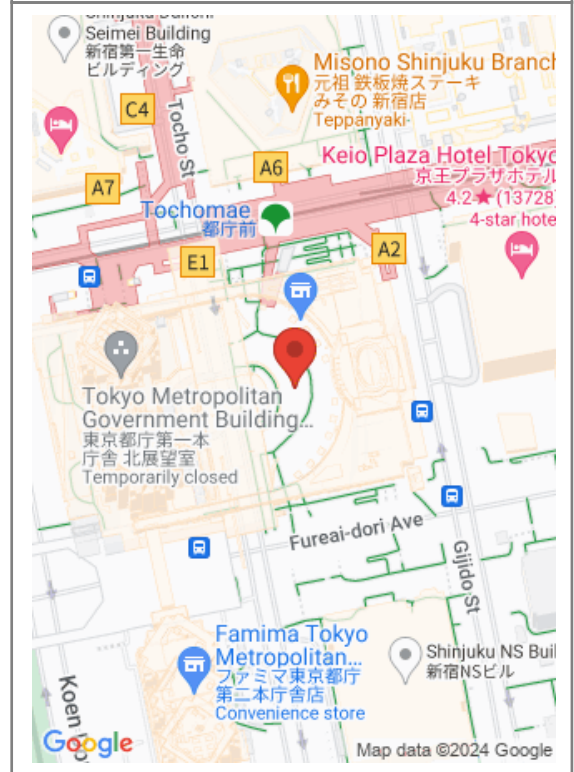 Seimei Building
新宿第一生命
ビルディング
C4
Tocho St
Misono Shinjuku Branch
元祖 鉄板焼ステーキ
みその 新宿店
Teppanyaki-
A6
A7
Keio Plaza Hotel Tokyo
京王プラザホテル
4.2★(13728
4-star hote
Tochomae
都庁前
E1
A2
Tokyo Metropolitan
Government Building...
東京都庁第一本
庁舎 北展望室
Temporarily closed
Fureai-dori Ave
Gijido St
Famima Tokyo
Metropolitan...
ファミマ東京都庁
第二本庁舎店
Convenience store
Shinjuku NS Buil
新宿NSビル
Koen
Google
Map data ©2024 Google